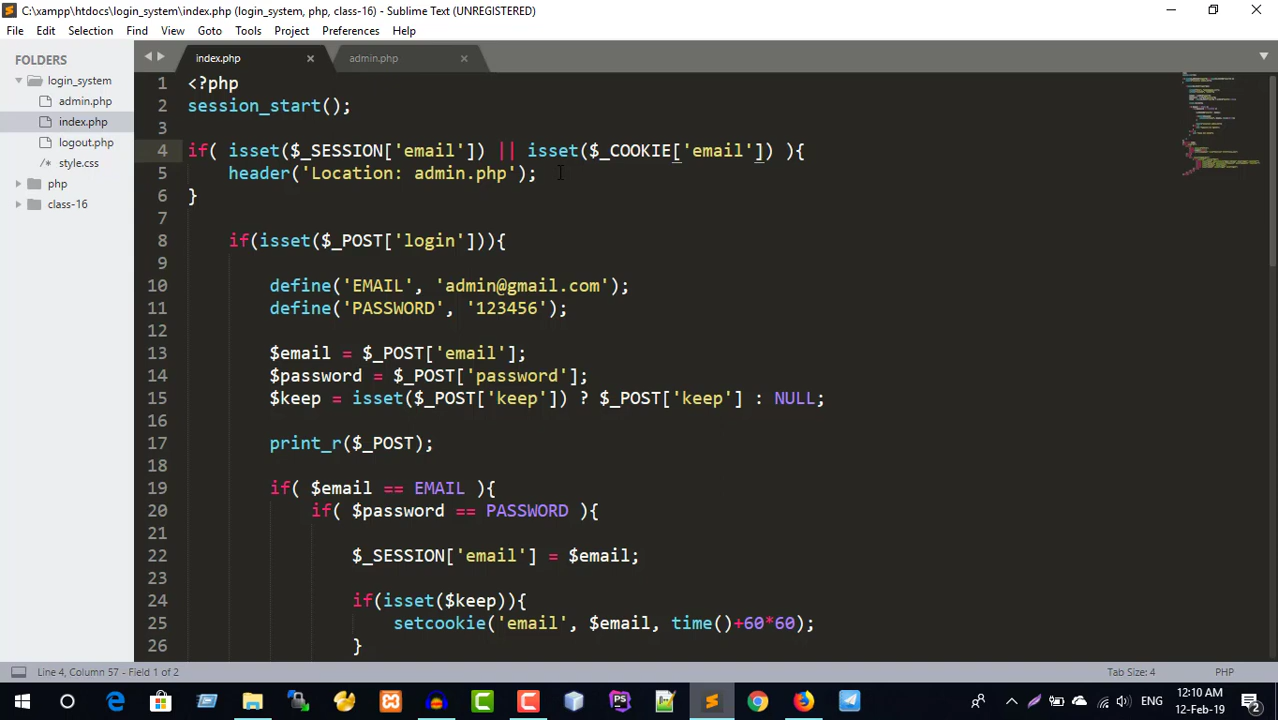 C:\xampp\htdocs\login_system\index.php (login_system, php, class-16) - Sublime Text (UNREGISTERED)
File Edit Selection Find View Goto Tools Project Preferences Help
FOLDERS
login_system
admin.php
index.php
logout.php
style.css
php
class-16
index.php
admin.php
1 <?php
2 session_start();
3
4 if( isset($_SESSION['email']) || isset($_COOKIE['email']) ){
5 header('Location: admin.php');
6 }
7
8 if(isset($_POST['login'])){
9
10 define('EMAIL', 'admin@gmail.com');
11 define('PASSWORD', '123456');
12
13 $email = $_POST['email'];
14 $password = $_POST['password'];
15 $keep = isset($_POST['keep']) ? $_POST['keep'] : NULL;
16
17 print_r($_POST);
18
19 if( $email == EMAIL ){
20 if( $password == PASSWORD ){
21
22 $_SESSION['email'] = $email;
23
24 if(isset($keep)){
25 setcookie('email', $email, time()+60*60);
26 }
Line 4, Column 57 - Field 1 of 2
Tab Size: 4
PHP
ENG
12:10 AM
12-Feb-19
2